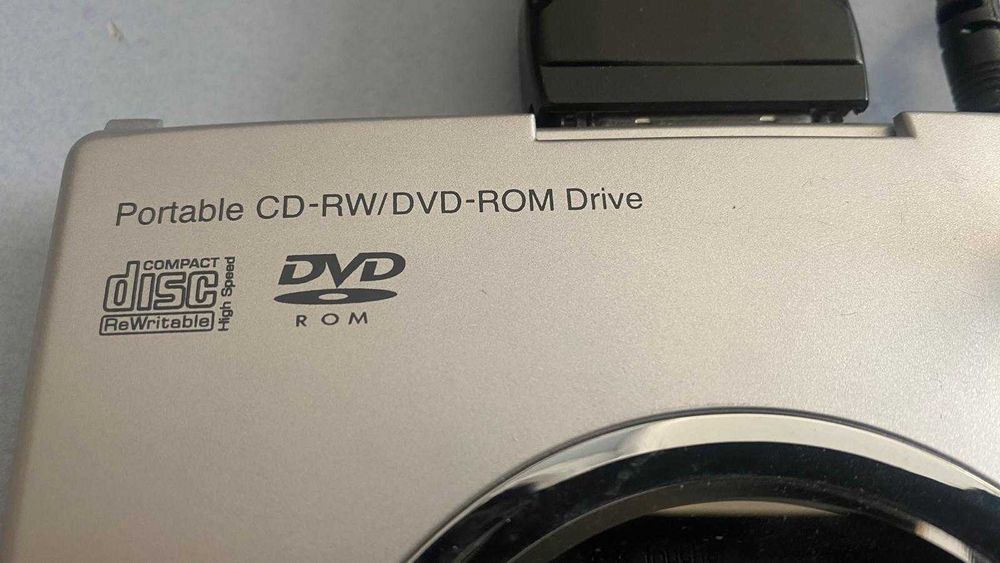 Portable CD-RW/DVD-ROM Drive
COMPACT
disc
ReWritable
High Speed
DVD
ROM